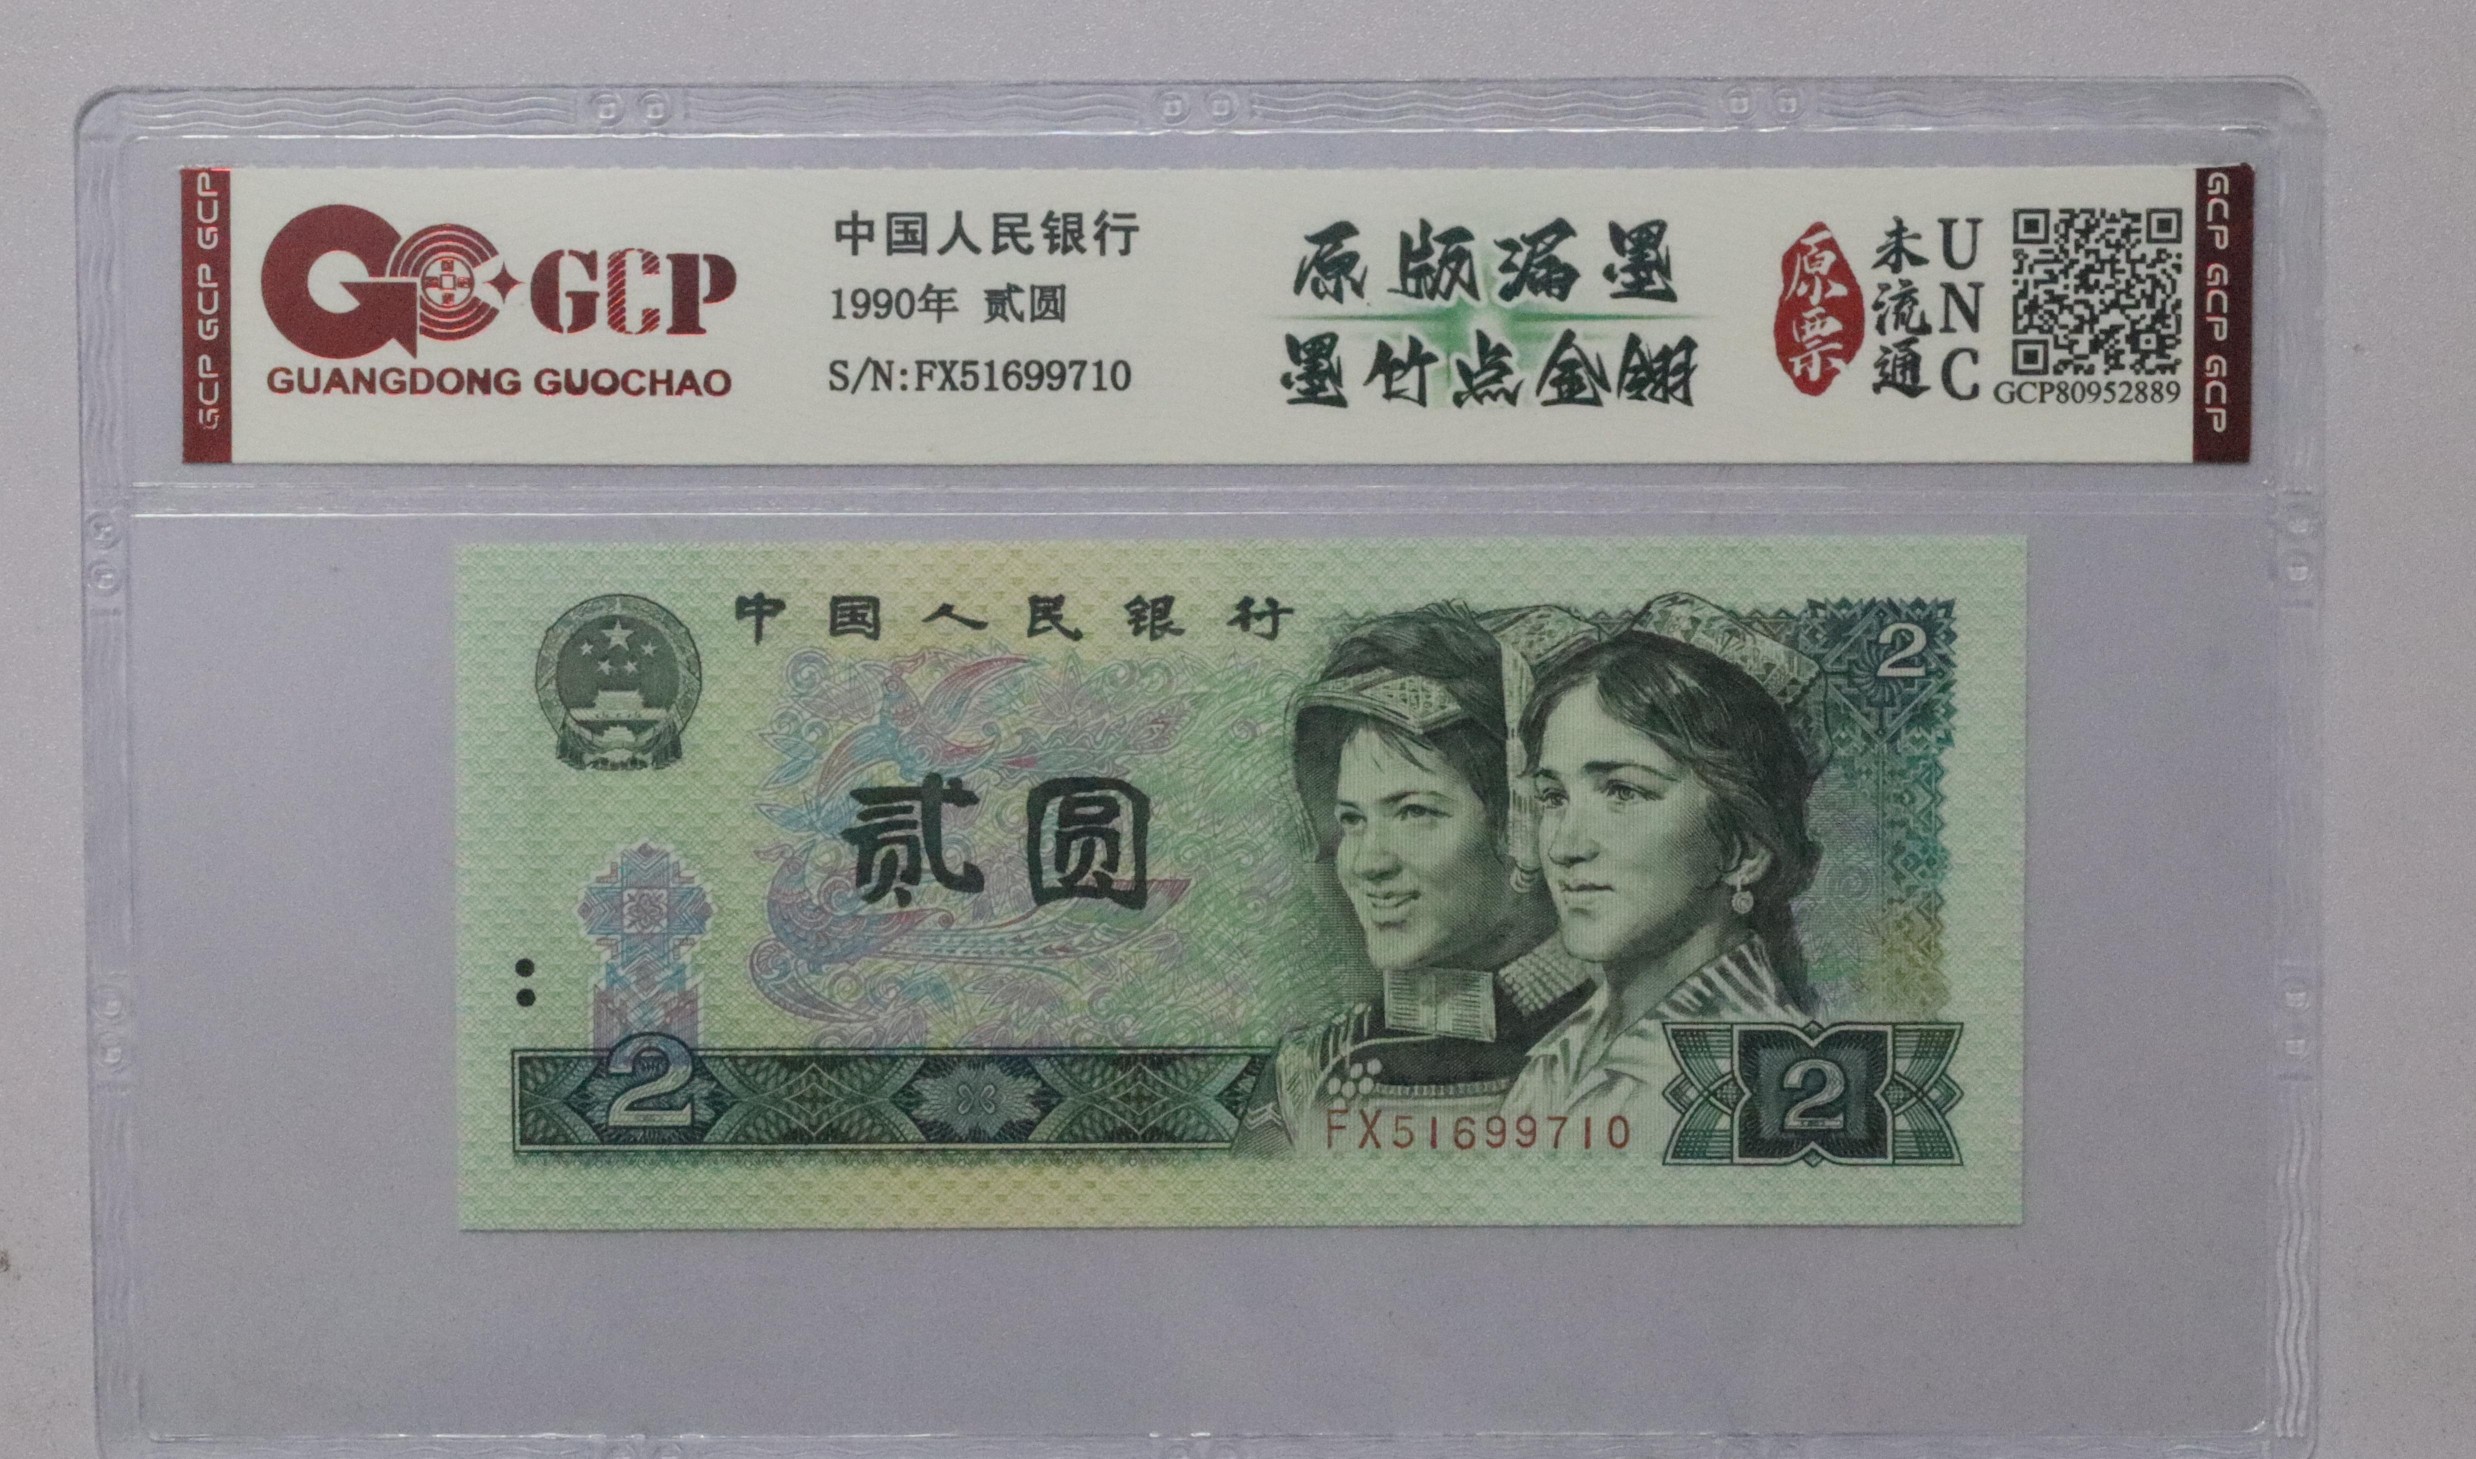 GCP GCP GCP
GCP
GUANGDONG GUOCHAO
中国人民银行
1990年 贰圆
S/N:FX51699710
原版漏墨
墨竹点金翎
原票
未流通
UNC
GCP80952889
GCP GCP GCP
中国人民银行
2
贰圆
2
FX51699710
2